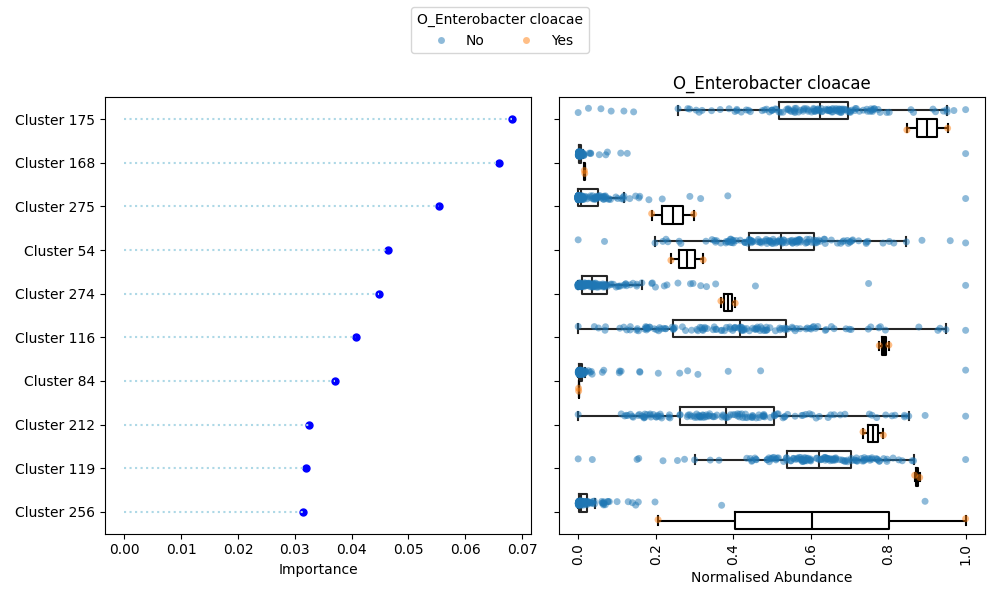 O_Enterobacter cloacae
No Yes
O_Enterobacter cloacae
Cluster 175
Cluster 168
Cluster 275
Cluster 54
Cluster 274
Cluster 116
Cluster 84
Cluster 212
Cluster 119
Cluster 256
0.00 0.01 0.02 0.03 0.04 0.05 0.06 0.07
Importance
0.0 0.2 0.4 0.6 0.8 1.0
Normalised Abundance